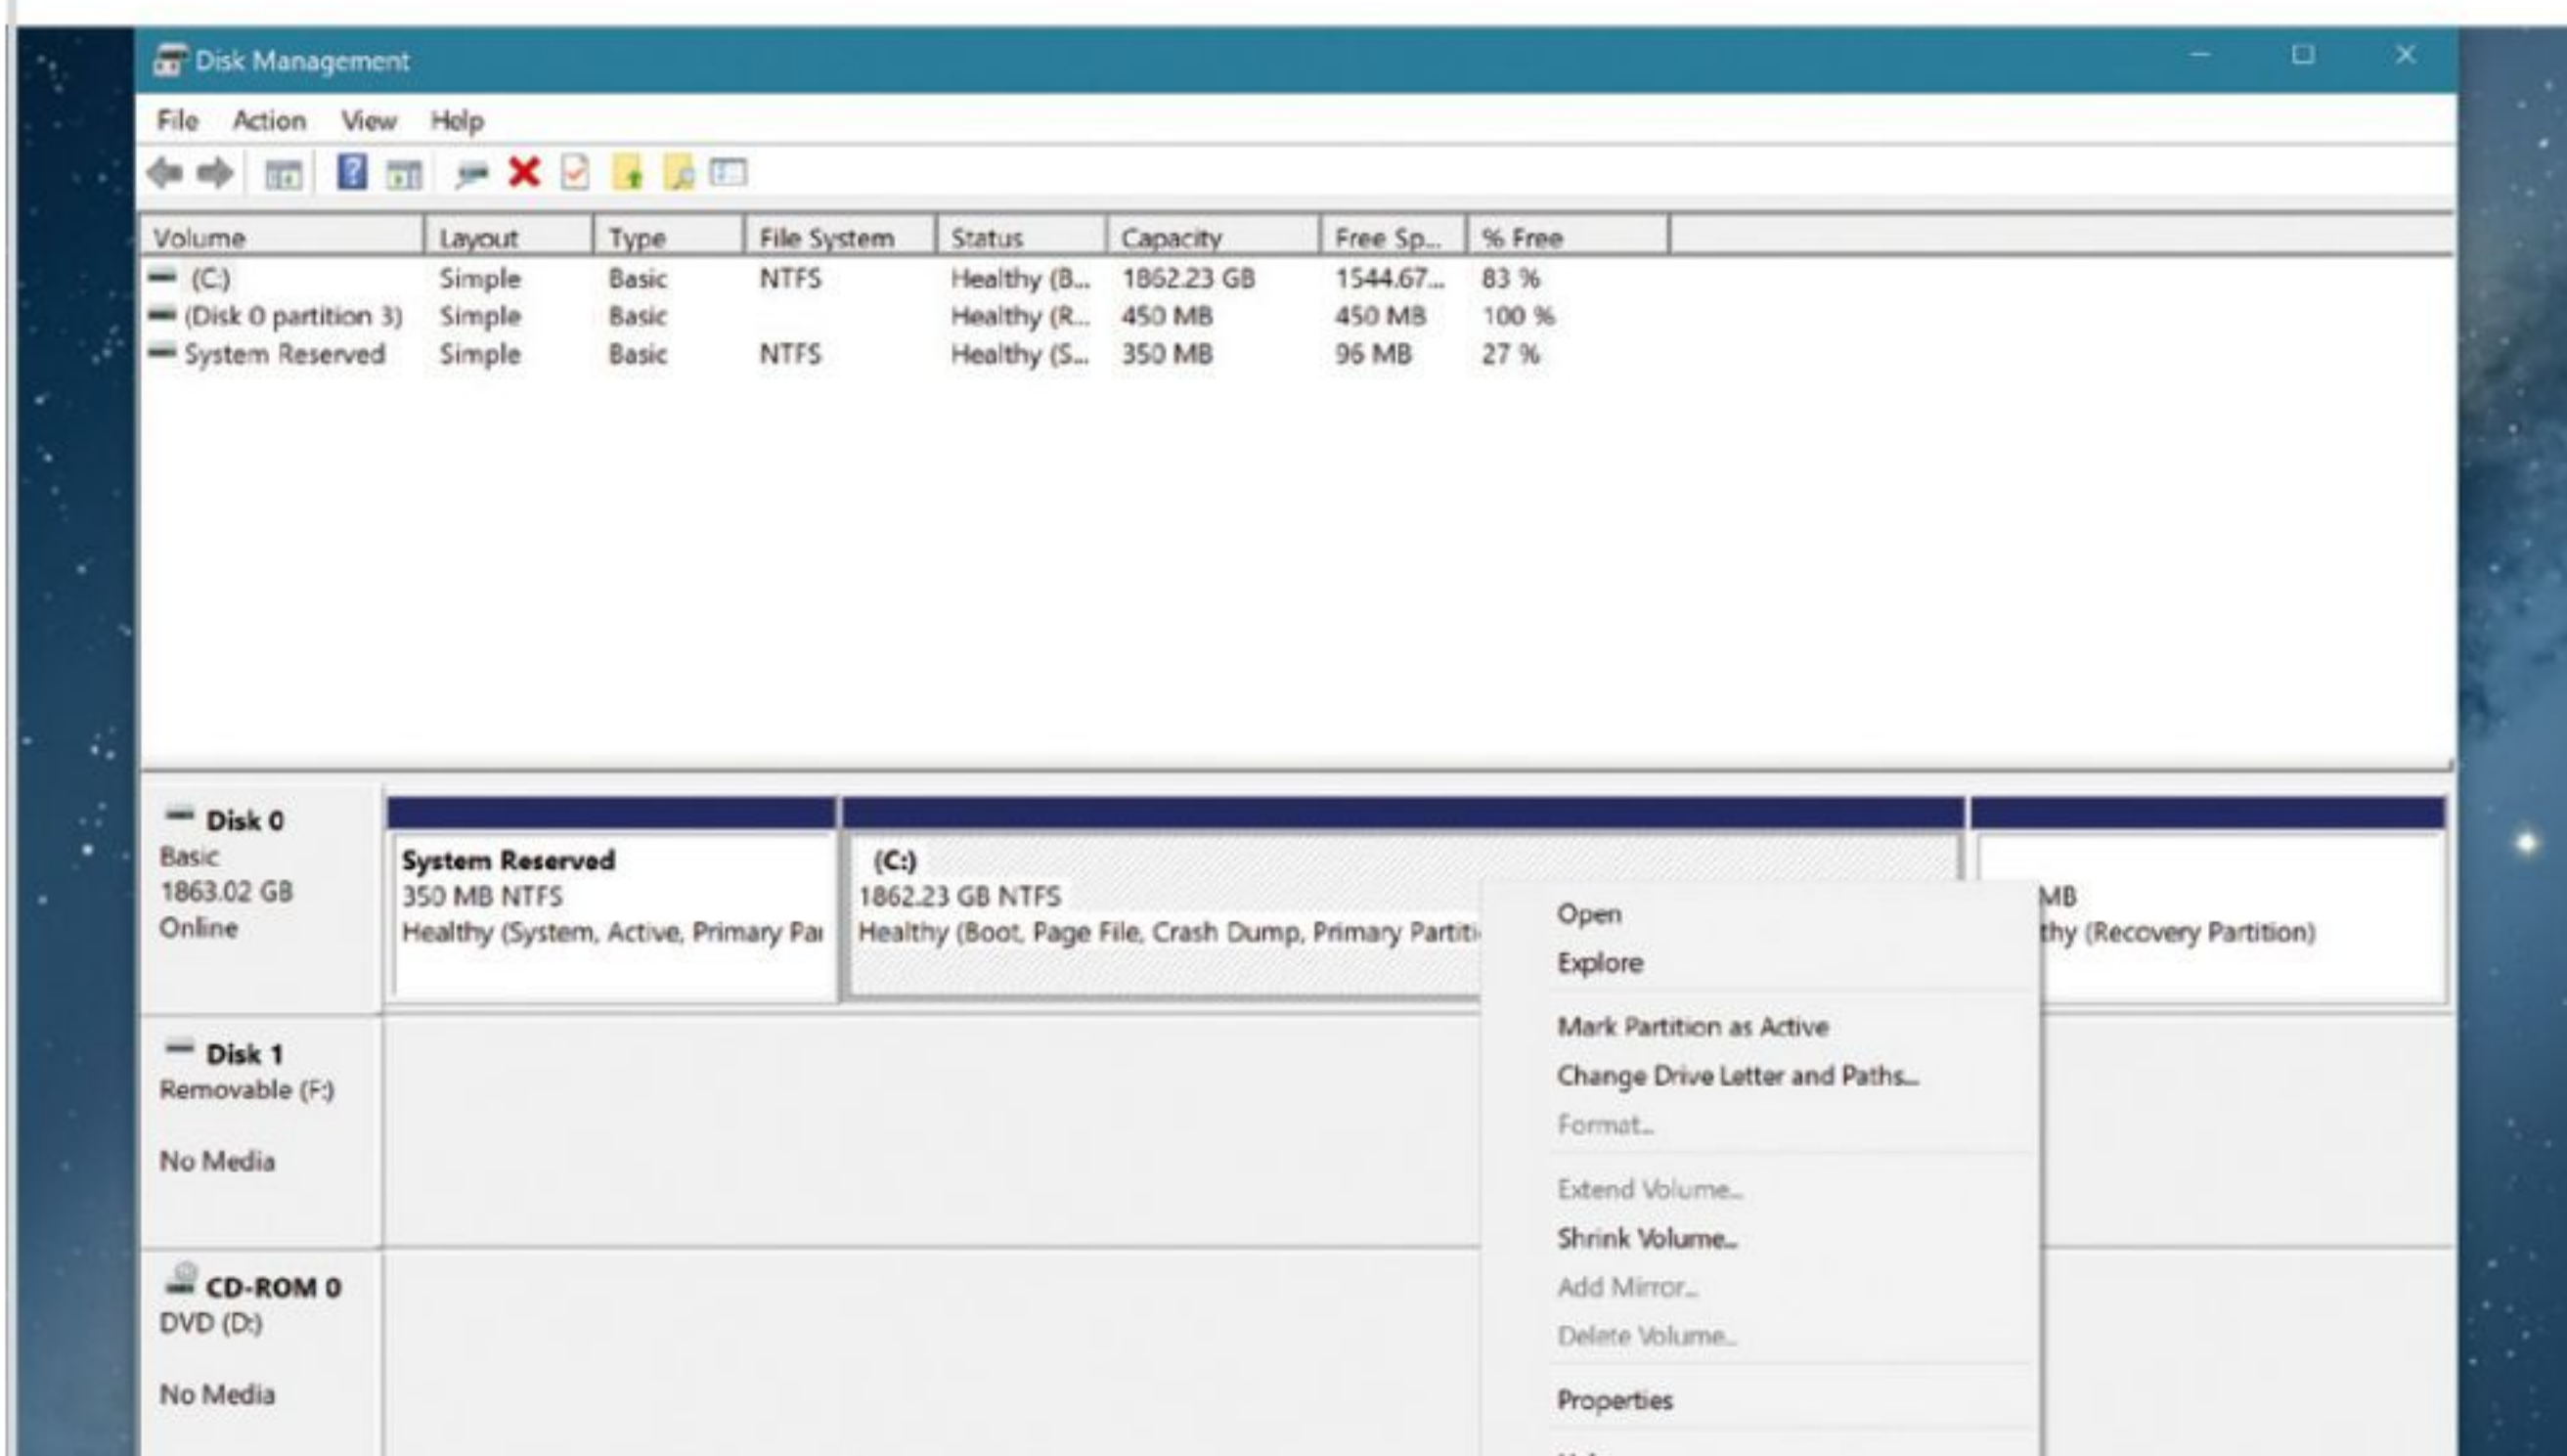 Disk Management
File Action View Help
Volume Layout Type File System Status Capacity Free Sp... % Free
(C:) Simple Basic NTFS Healthy (B... 1862.23 GB 1544.67... 83 %
(Disk 0 partition 3) Simple Basic Healthy (R... 450 MB 450 MB 100 %
System Reserved Simple Basic NTFS Healthy (S... 350 MB 96 MB 27 %
Disk 0
Basic
1863.02 GB
Online
System Reserved
350 MB NTFS
Healthy (System, Active, Primary Par
(C:)
1862.23 GB NTFS
Healthy (Boot, Page File, Crash Dump, Primary Partiti
MB
thy (Recovery Partition)
Open
Explore
Mark Partition as Active
Change Drive Letter and Paths...
Format...
Extend Volume...
Shrink Volume...
Add Mirror...
Delete Volume...
Properties
Disk 1
Removable (F:)
No Media
CD-ROM 0
DVD (D:)
No Media